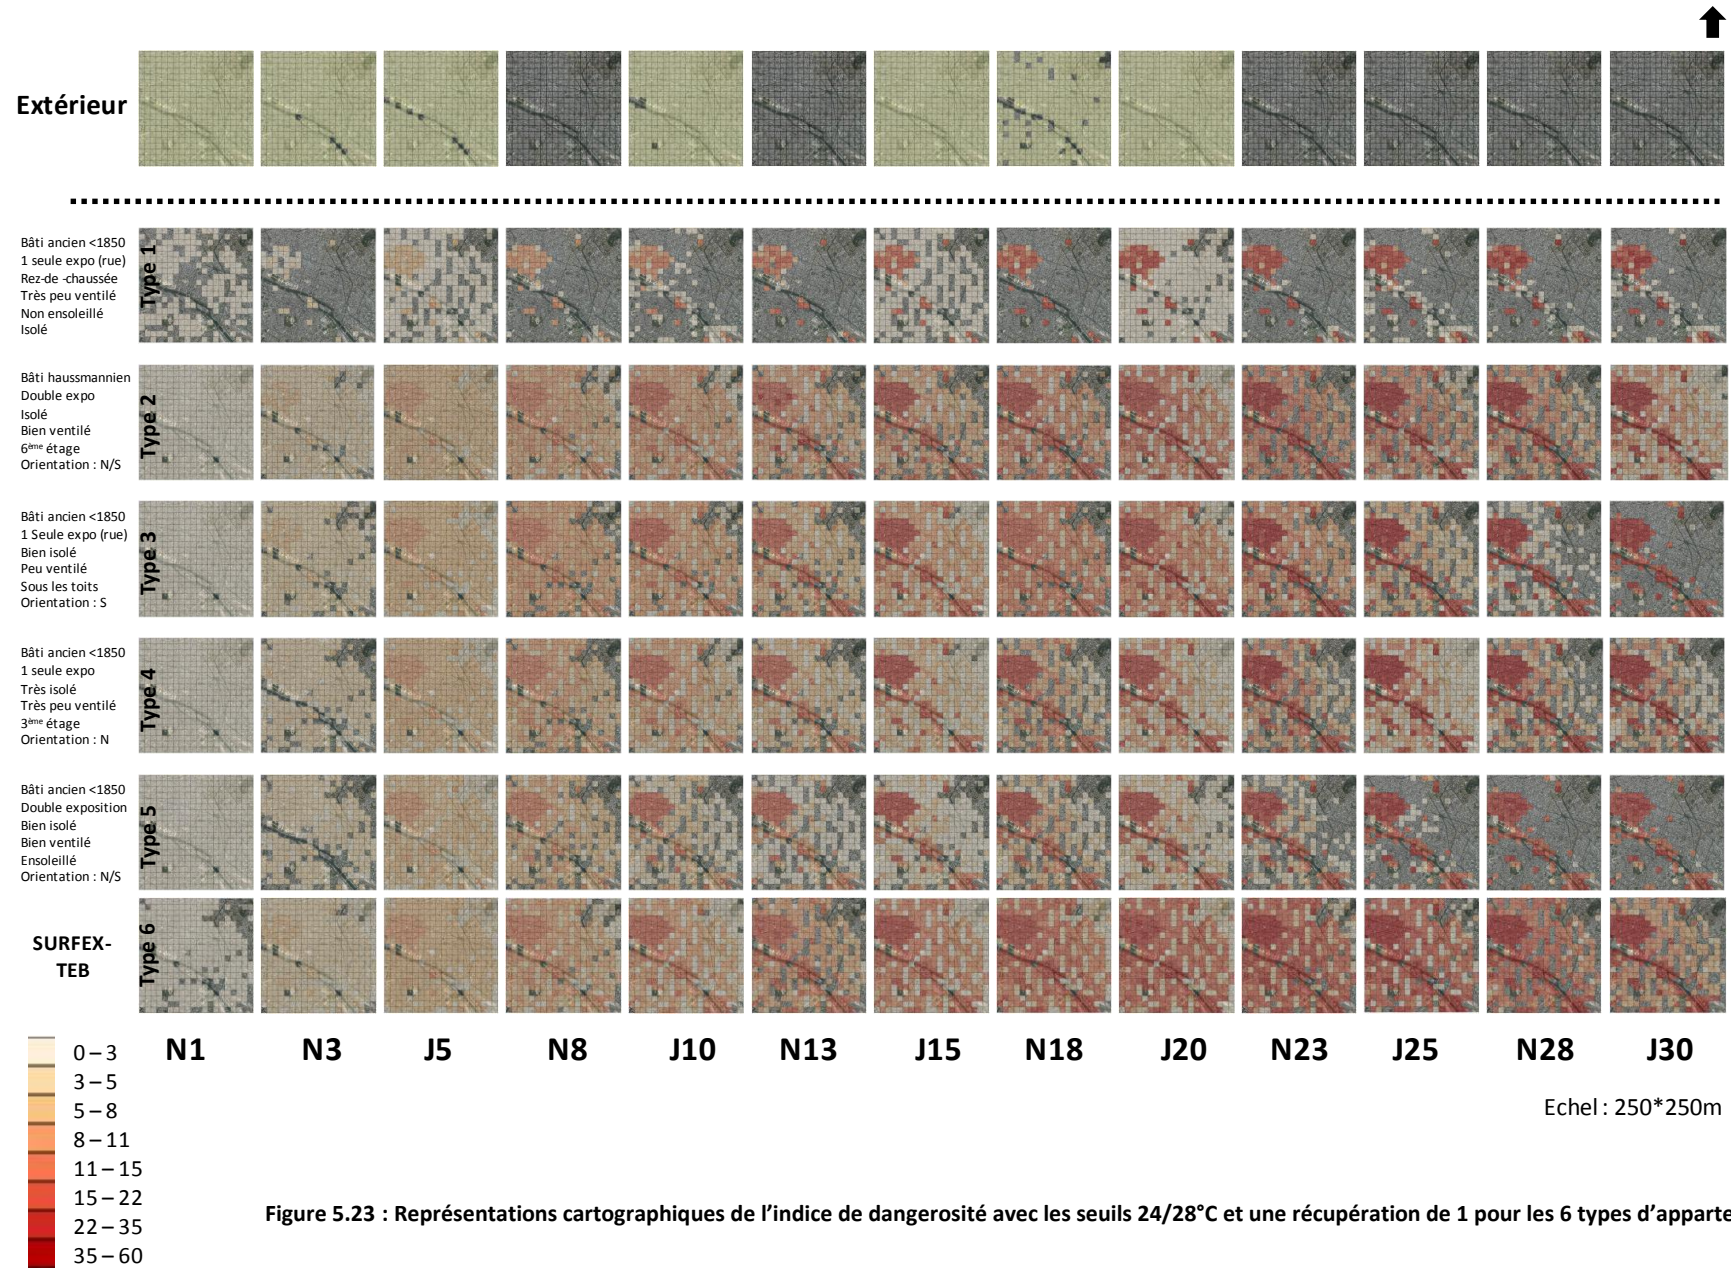 Extérieur
Bâti ancien <1850
1 seule expo (rue)
Rez-de -chaussée
Très peu ventilé
Non ensoleillé
Isolé
Type 1
Bâti haussmannien
Double expo
Isolé
Bien ventilé
6ème étage
Orientation : N/S
Type 2
Bâti ancien <1850
1 Seule expo (rue)
Bien isolé
Peu ventilé
Sous les toits
Orientation : S
Type 3
Bâti ancien <1850
1 seule expo
Très isolé
Très peu ventilé
3ème étage
Orientation : N
Type 4
Bâti ancien <1850
Double exposition
Bien isolé
Bien ventilé
Ensoleillé
Orientation : N/S
Type 5
SURFEX-
TEB
Type 6
N1 N3 J5 N8 J10 N13 J15 N18 J20 N23 J25 N28 J30
0 – 3
3 – 5
5 – 8
8 – 11
11 – 15
15 – 22
22 – 35
35 – 60
Echel : 250*250m
Figure 5.23 : Représentations cartographiques de l'indice de dangerosité avec les seuils 24/28°C et une récupération de 1 pour les 6 types d'apparte